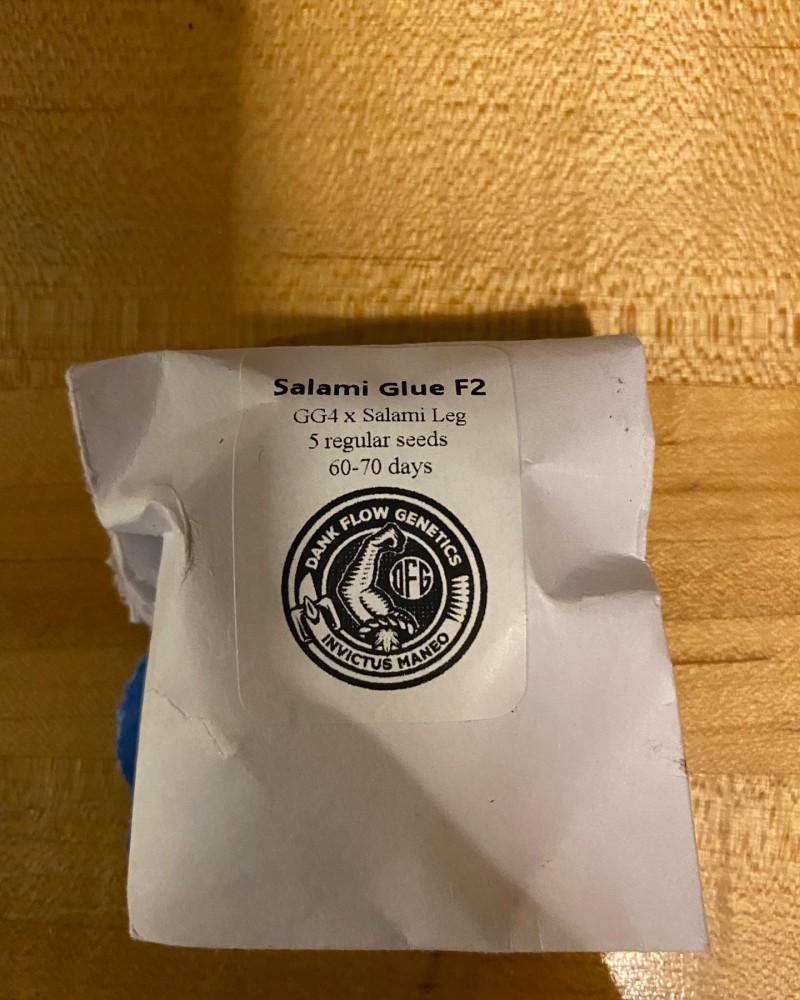 Salami Glue F2
GG4 x Salami Leg
5 regular seeds
60-70 days
DANK FLOW GENETICS
DFG
INVICTUS MANEO